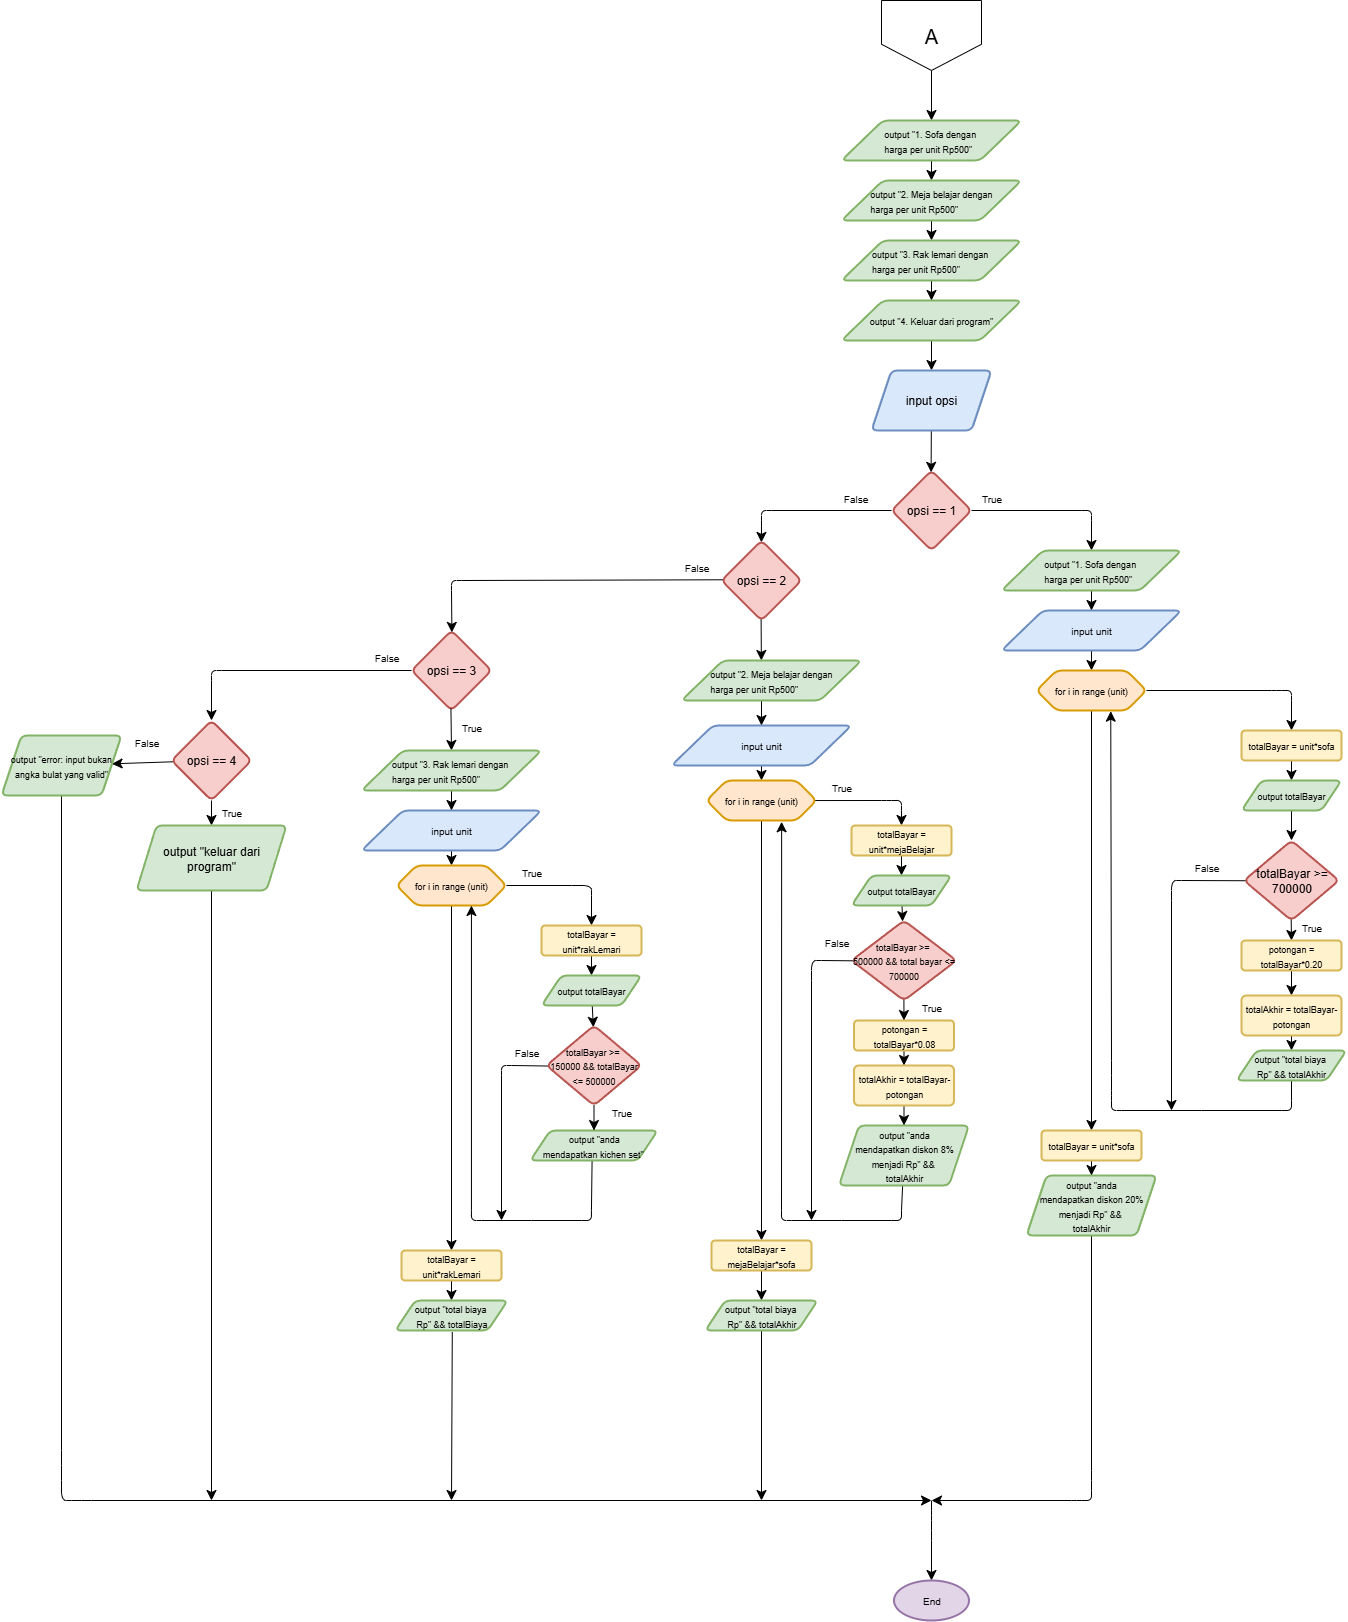 A
output "1. Sofa dengan
harga per unit Rp500"
output "2. Meja belajar dengan
harga per unit Rp500"
output "3. Rak lemari dengan
harga per unit Rp500"
output "4. Keluar dari program"
input opsi
opsi == 1
False
True
output "1. Sofa dengan
harga per unit Rp500"
input unit
for i in range (unit)
totalBayar = unit*sofa
output totalBayar
totalBayar >=
700000
False
True
potongan =
totalBayar*0.20
totalAkhir = totalBayar-
potongan
output "total biaya
Rp" && totalAkhir
totalBayar = unit*sofa
output "anda
mendapatkan diskon 20%
menjadi Rp" &&
totalAkhir
opsi == 2
False
output "2. Meja belajar dengan
harga per unit Rp500"
input unit
for i in range (unit)
True
totalBayar =
unit*mejaBelajar
output totalBayar
totalBayar >=
500000 && total bayar <=
700000
False
True
potongan =
totalBayar*0.08
totalAkhir = totalBayar-
potongan
output "anda
mendapatkan diskon 8%
menjadi Rp" &&
totalAkhir
totalBayar =
mejaBelajar*sofa
output "total biaya
Rp" && totalAkhir
opsi == 3
False
True
output "3. Rak lemari dengan
harga per unit Rp500"
input unit
for i in range (unit)
True
totalBayar =
unit*rakLemari
output totalBayar
totalBayar >=
150000 && totalBayar
<= 500000
False
True
output "anda
mendapatkan kichen set"
totalBayar =
unit*rakLemari
output "total biaya
Rp" && totalBiaya
opsi == 4
False
True
output "error: input bukan
angka bulat yang valid"
output "keluar dari
program"
End